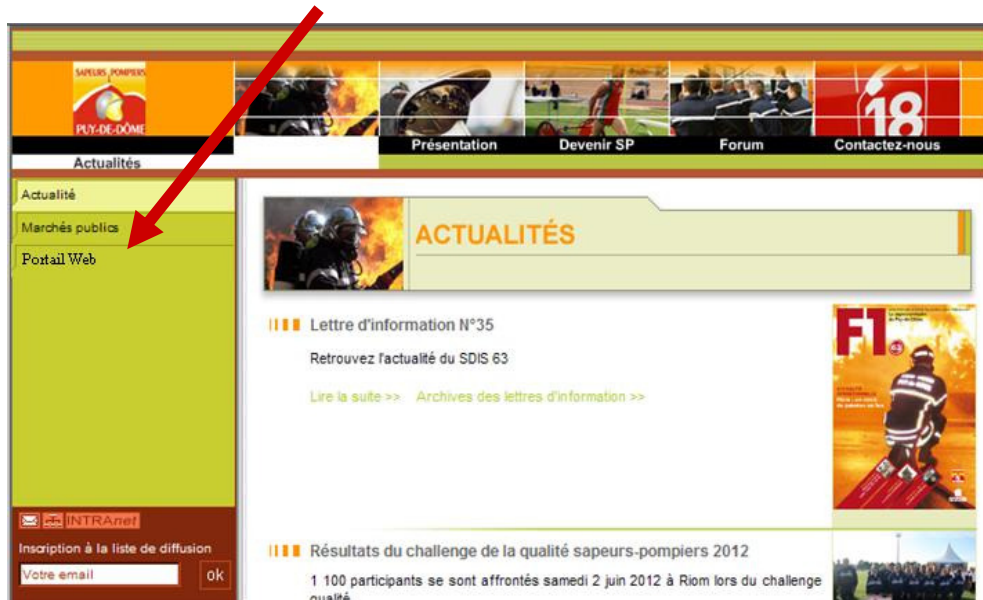 SAPEURS POMPIERS
PUY-DE-DÔME
18
Présentation
Devenir SP
Forum
Contactez-nous
Actualités
Actualité
Marchés publics
Portail Web
ACTUALITÉS
Lettre d'information N°35
Retrouvez l'actualité du SDIS 63
Lire la suite >> Archives des lettres d'information >>
F1
INTRAnet
Inscription à la liste de diffusion
Votre email
ok
Résultats du challenge de la qualité sapeurs-pompiers 2012
1 100 participants se sont affrontés samedi 2 juin 2012 à Riom lors du challenge
qualité